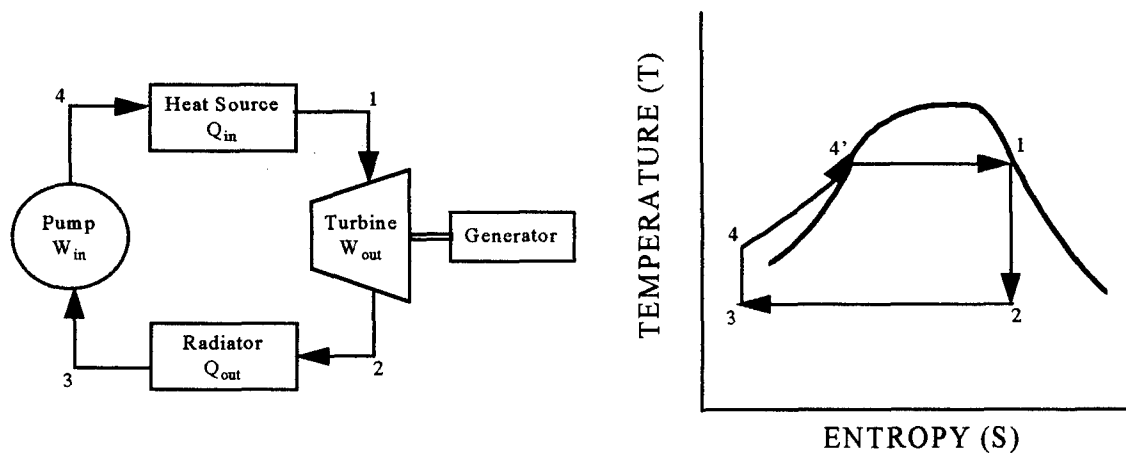 4
Heat Source
Q_in
1
Pump
W_in
Turbine
W_out
Generator
Radiator
Q_out
3
2
TEMPERATURE (T)
4'
1
4
3
2
ENTROPY (S)